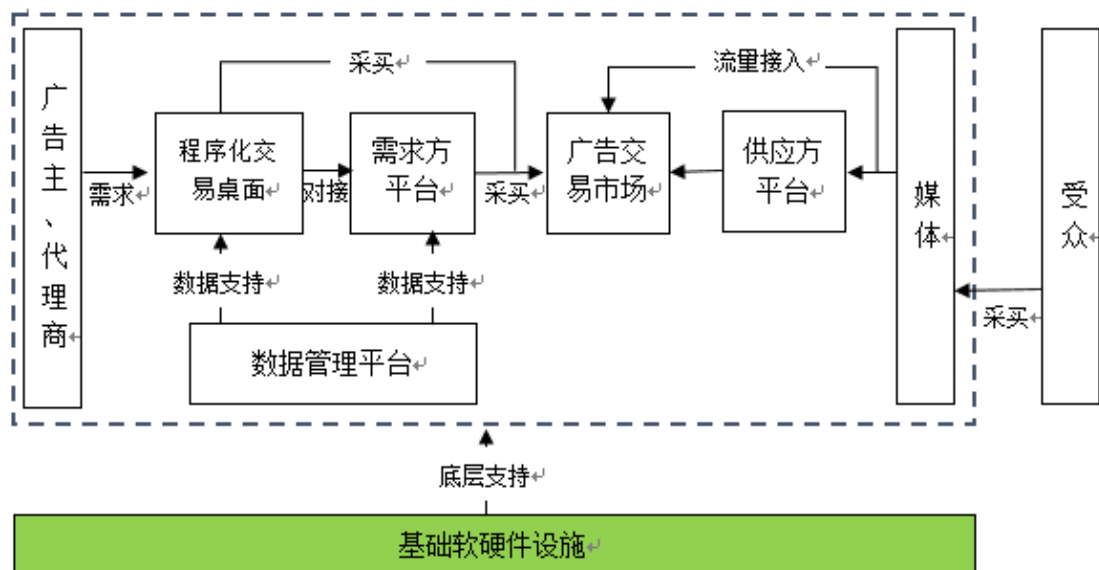 采买
流量接入
广告主、代理商
需求
程序化交
易桌面
对接
需求方
平台
采买
广告交
易市场
供应方
平台
媒体
受众
采买
数据支持
数据支持
数据管理平台
底层支持
基础软硬件设施